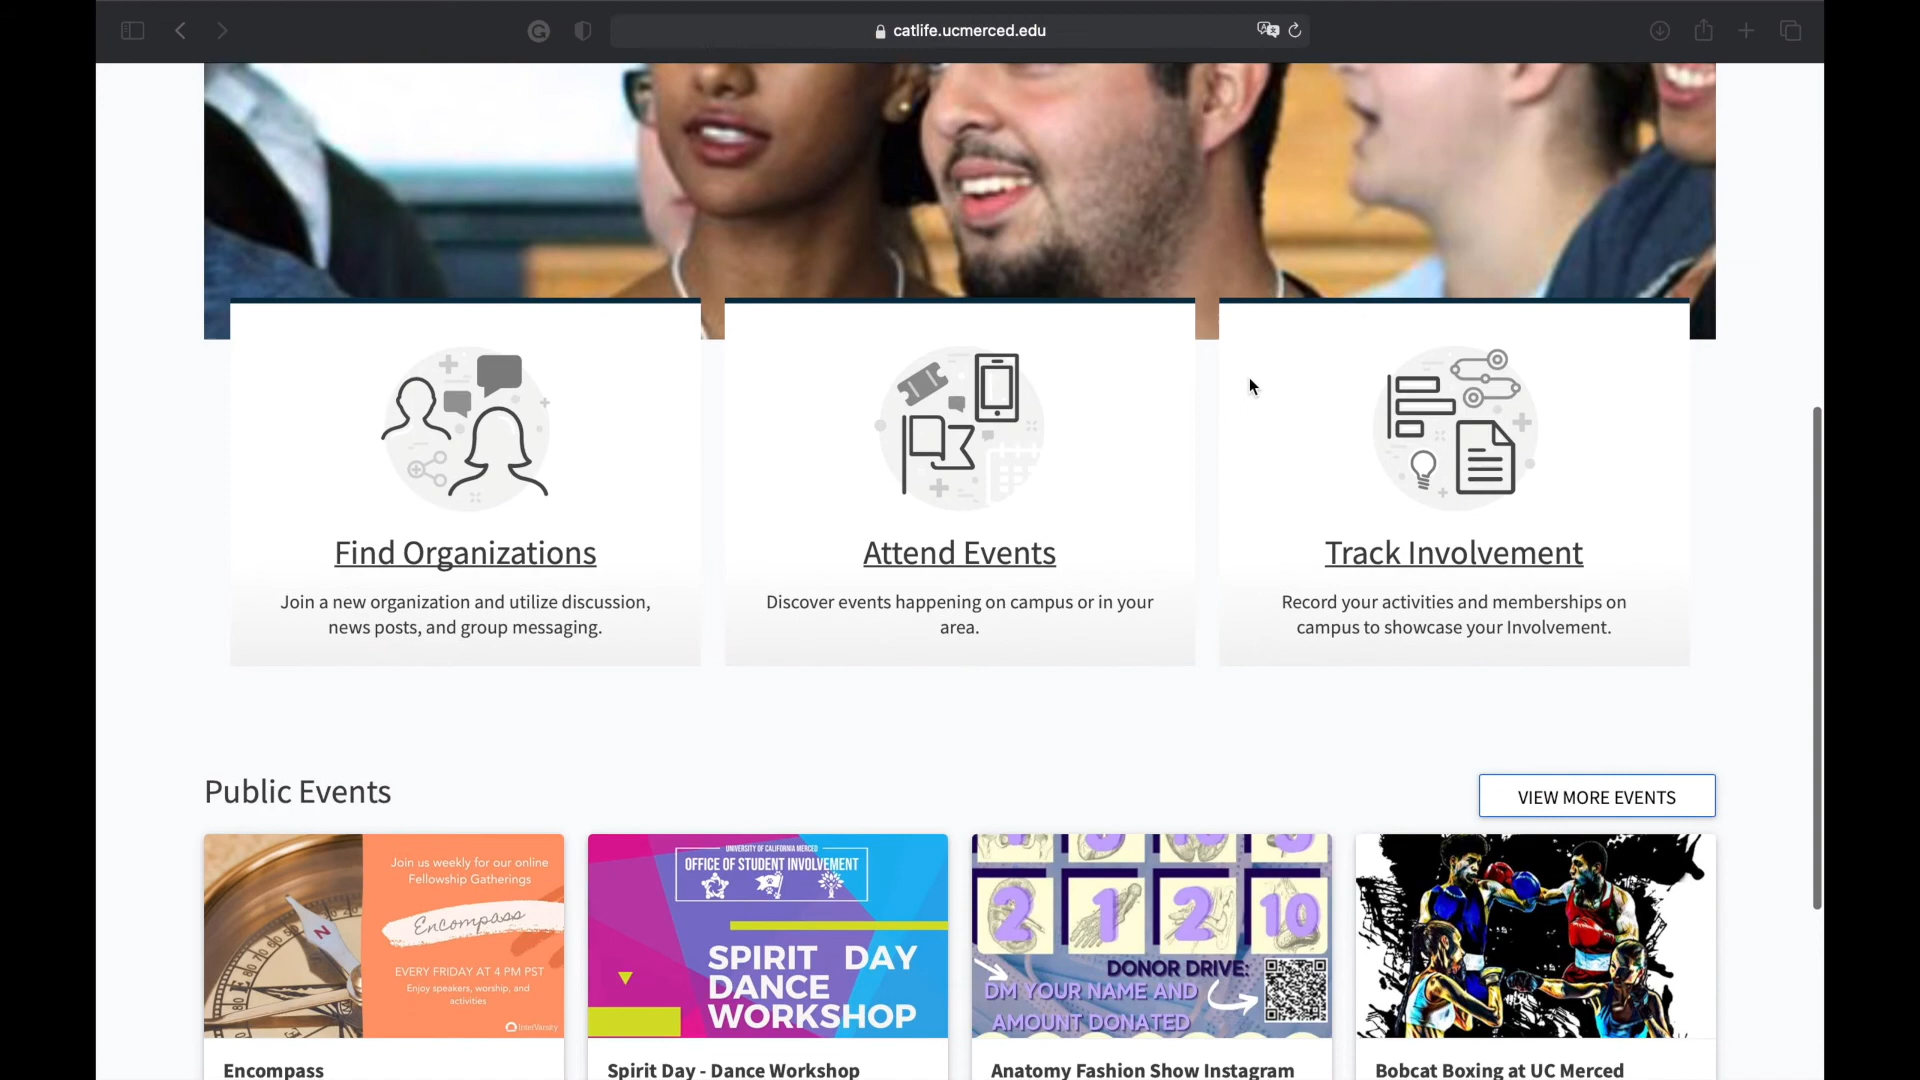 catlife.ucmerced.edu
Find Organizations
Join a new organization and utilize discussion,
news posts, and group messaging.
Attend Events
Discover events happening on campus or in your
area.
Track Involvement
Record your activities and memberships on
campus to showcase your Involvement.
Public Events
VIEW MORE EVENTS
Join us weekly for our online
Fellowship Gatherings
Encompass
EVERY FRIDAY AT 4 PM PST
Enjoy speakers, worship, and
activities
InterVarsity
N
UNIVERSITY OF CALIFORNIA MERCED
OFFICE OF STUDENT INVOLVEMENT
SPIRIT DAY
DANCE
WORKSHOP
2 1 2 10
DONOR DRIVE:
DM YOUR NAME AND
AMOUNT DONATED
Encompass
Spirit Day - Dance Workshop
Anatomy Fashion Show Instagram
Bobcat Boxing at UC Merced